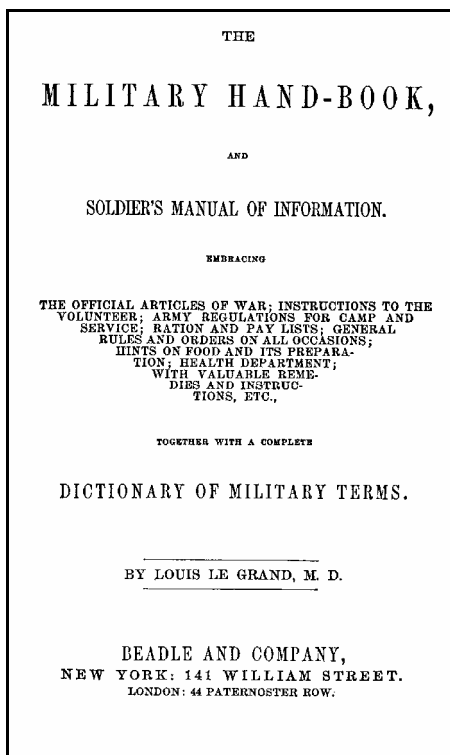 THE
MILITARY HAND-BOOK,
AND
SOLDIER'S MANUAL OF INFORMATION.
EMBRACING
THE OFFICIAL ARTICLES OF WAR; INSTRUCTIONS TO THE
VOLUNTEER; ARMY REGULATIONS FOR CAMP AND
SERVICE; RATION AND PAY LISTS; GENERAL
RULES AND ORDERS ON ALL OCCASIONS;
HINTS ON FOOD AND ITS PREPARA-
TION; HEALTH DEPARTMENT;
WITH VALUABLE REME-
DIES AND INSTRUC-
TIONS, ETC.,
TOGETHER WITH A COMPLETE
DICTIONARY OF MILITARY TERMS.
BY LOUIS LE GRAND, M. D.
BEADLE AND COMPANY,
NEW YORK: 141 WILLIAM STREET.
LONDON: 44 PATERNOSTER ROW.